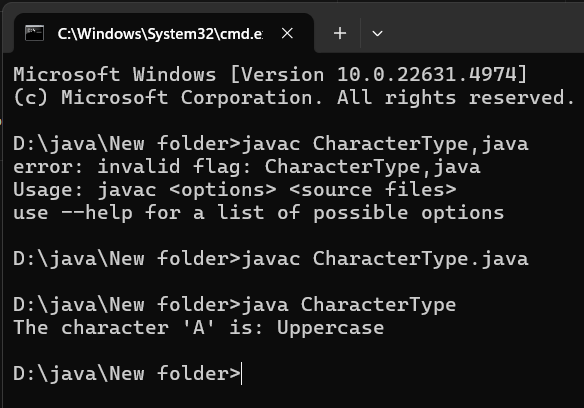 C:\Windows\System32\cmd.e
Microsoft Windows [Version 10.0.22631.4974]
(c) Microsoft Corporation. All rights reserved.
D:\java\New folder>javac CharacterType,java
error: invalid flag: CharacterType,java
Usage: javac <options> <source files>
use --help for a list of possible options
D:\java\New folder>javac CharacterType.java
D:\java\New folder>java CharacterType
The character 'A' is: Uppercase
D:\java\New folder>